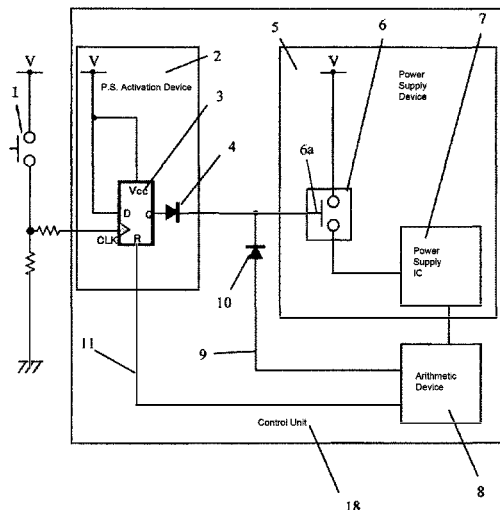 7
6
5
2
V
V
V
P.S. Activation Device
Power
Supply
Device
1
3
4
6a
Vcc
D
Q
CLK
R
Power
Supply
IC
10
11
9
Arithmetic
Device
Control Unit
18
8